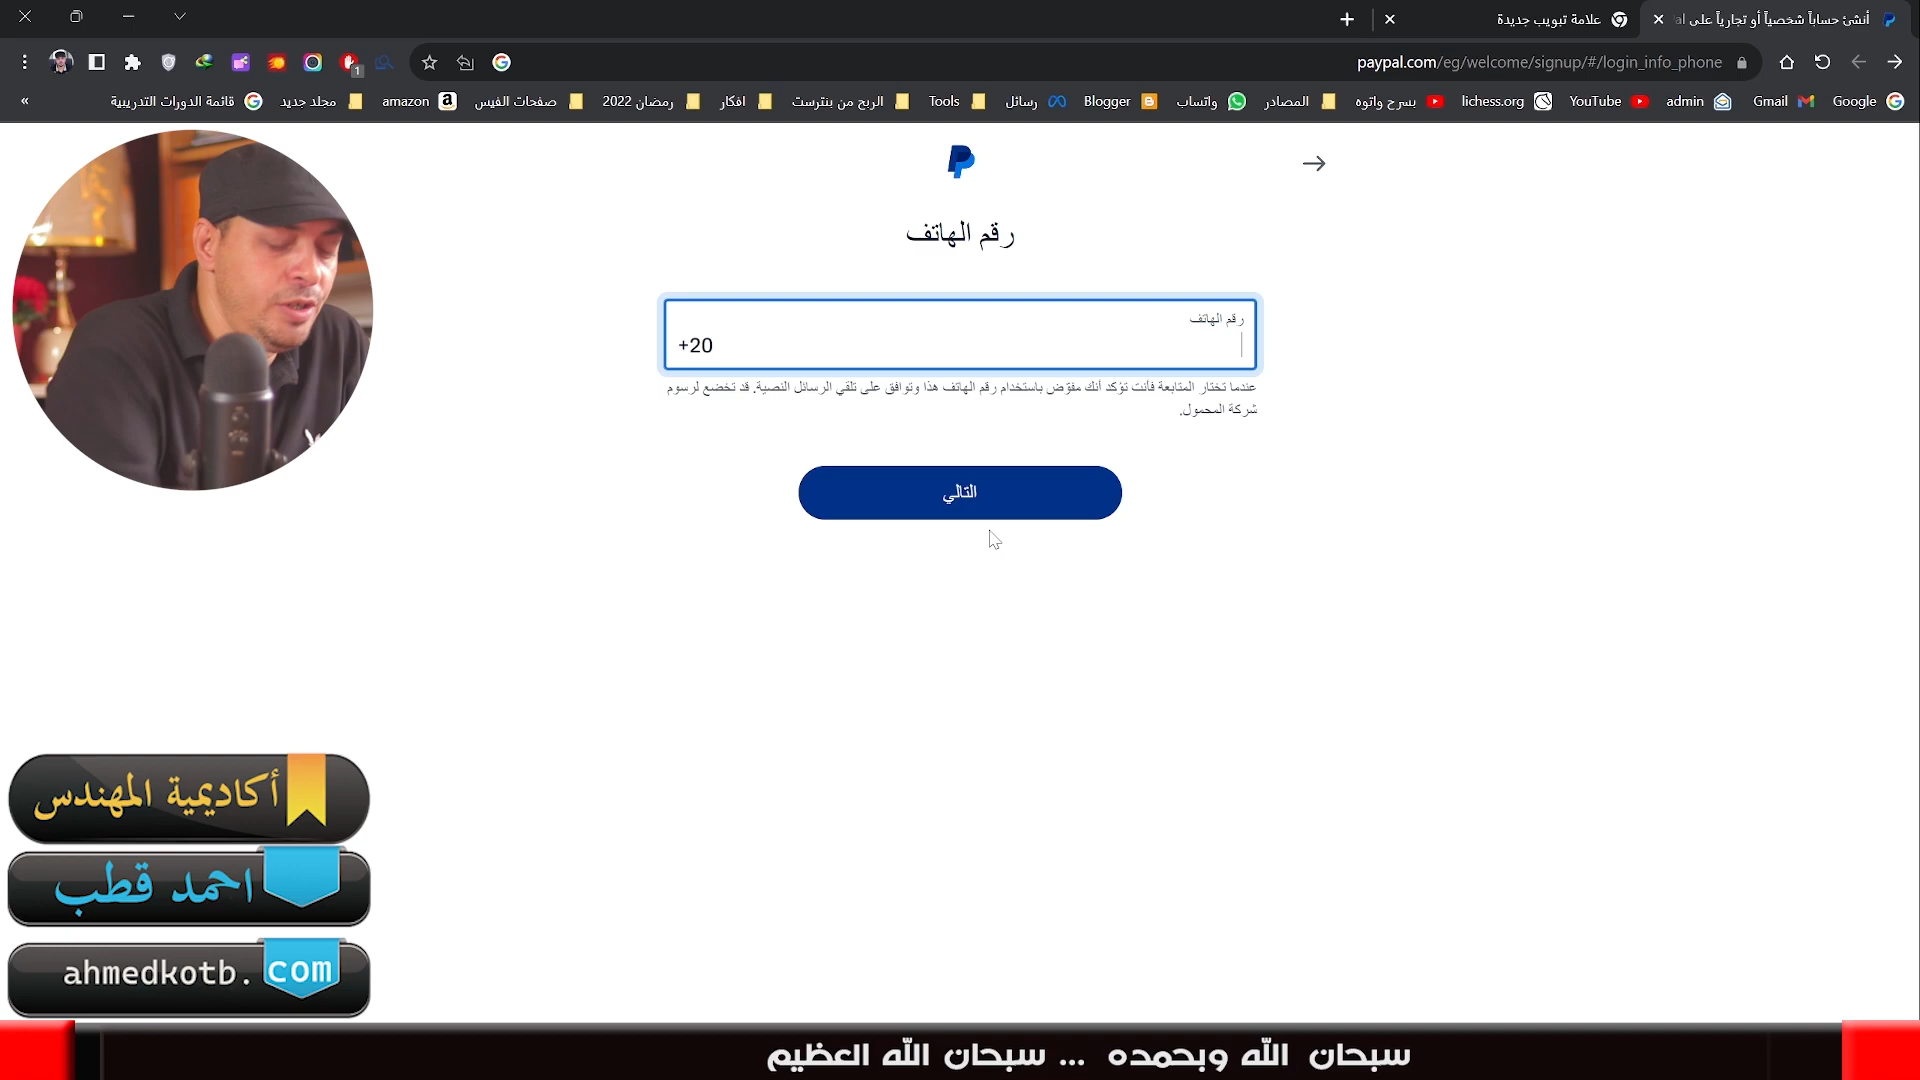 أنشئ حساباً شخصياً أو تجارياً على
علامة تبويب جديدة
paypal.com/eg/welcome/signup/#/login_info_phone
1
Google
Gmail
admin
YouTube
lichess.org
بسرح واتوه
المصادر
واتساب
Blogger
رسائل
Tools
الربح من بنترست
افكار
رمضان 2022
صفحات الفيس
amazon
مجلد جديد
قائمة الدورات التدريبية
«
رقم الهاتف
رقم الهاتف
+20
عندما تختار المتابعة فأنت تؤكد أنك مفوّض باستخدام رقم الهاتف هذا وتوافق على تلقي الرسائل النصية. قد تخضع لرسوم
شركة المحمول.
التالي
أكاديمية المهندس
احمد قطب
ahmedkotb.com
سبحان الله وبحمده ... سبحان الله العظيم